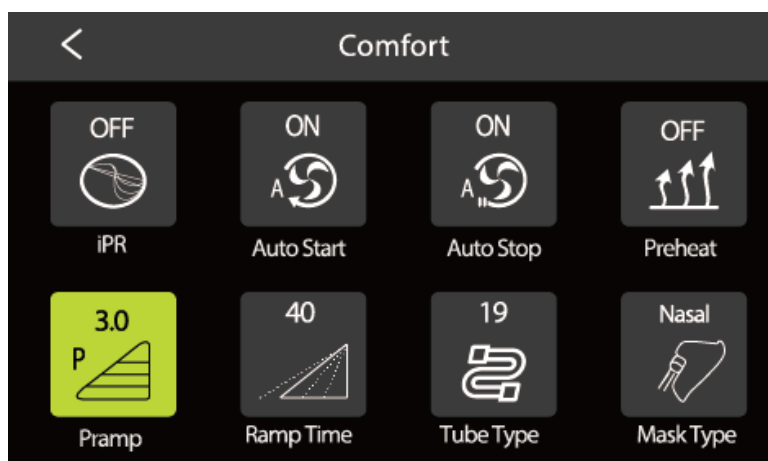 Comfort
OFF ON ON OFF
A A
iPR Auto Start Auto Stop Preheat
3.0 40 19 Nasal
P
Pramp Ramp Time Tube Type Mask Type